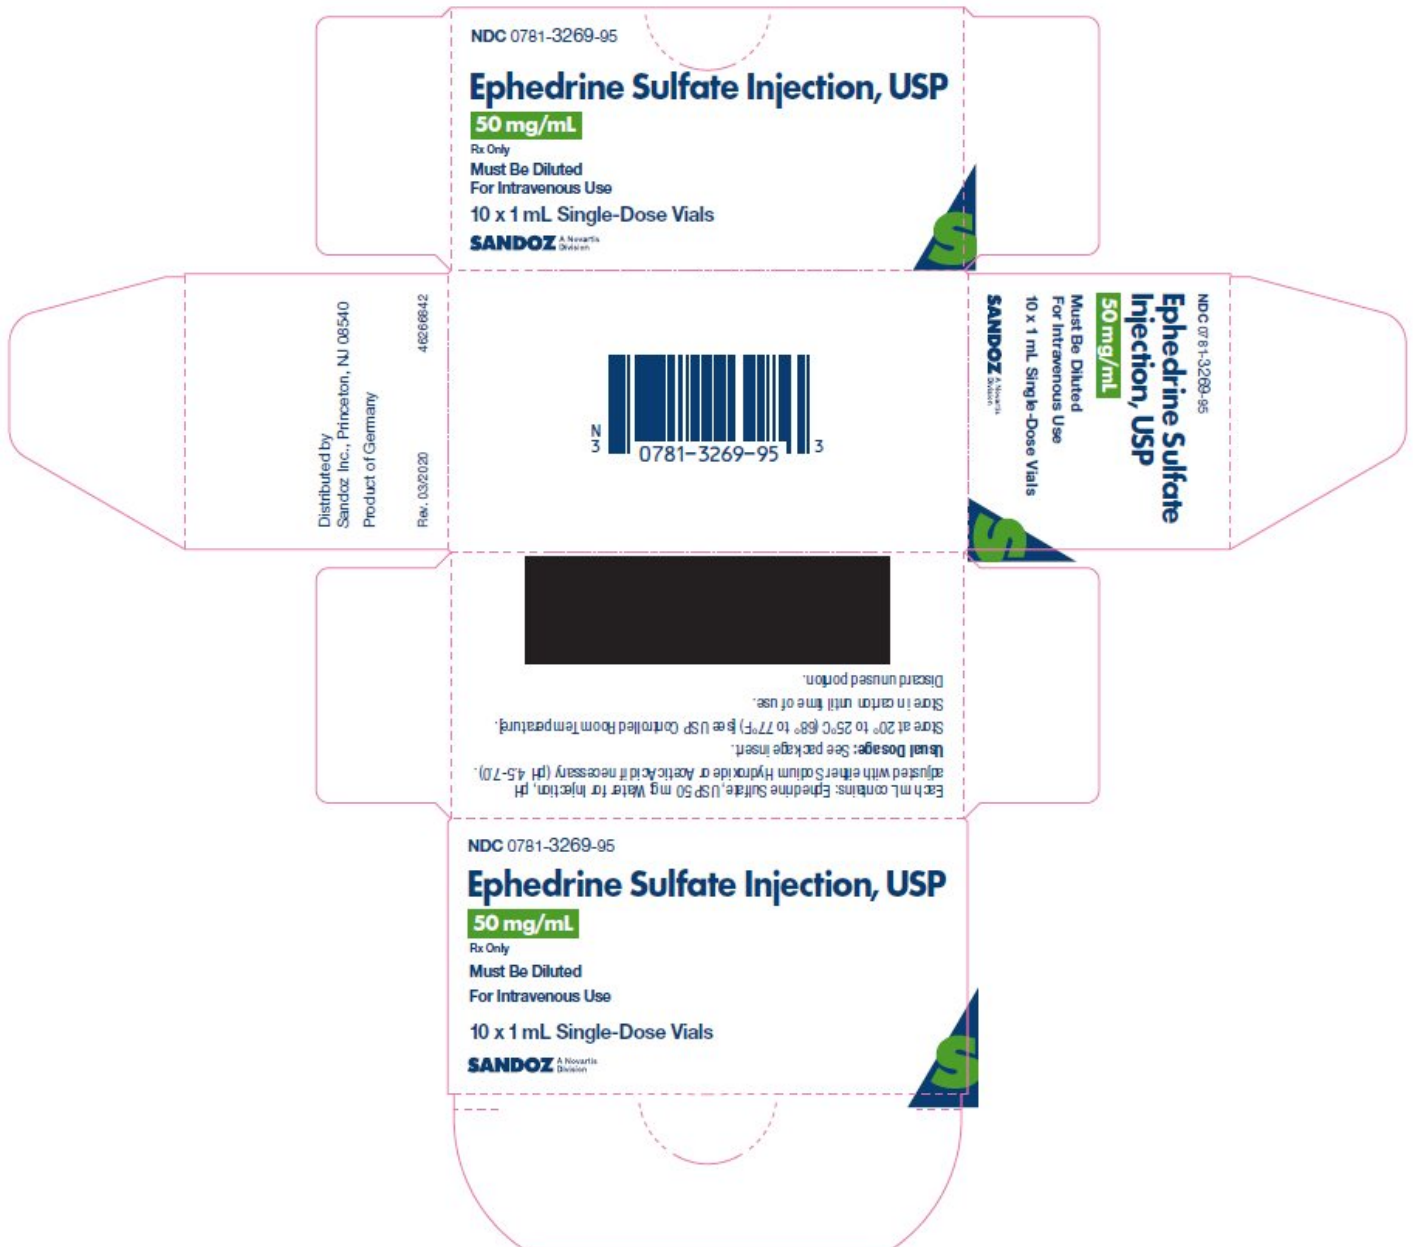 NDC 0781-3269-95
Ephedrine Sulfate Injection, USP
50 mg/mL
Rx Only
Must Be Diluted
For Intravenous Use
10 x 1 mL Single-Dose Vials
SANDOZ A Novartis
Division
S
Distributed by
Sandoz Inc., Princeton, NJ 08540
Product of Germany
Rev. 03/2020 46266842
N
3 0781-3269-95 3
NDC 0781-3269-95
Ephedrine Sulfate
Injection, USP
50 mg/mL
Must Be Diluted
For Intravenous Use
10 x 1 mL Single-Dose Vials
SANDOZ A Novartis
Division
S
Each mL contains: Ephedrine Sulfate, USP 50 mg Water for Injection, pH
adjusted with either Sodium Hydroxide or Acetic Acid if necessary (pH 4.5-7.0).
Usual Dosage: See package insert.
Store at 20° to 25°C (68° to 77°F) [see USP Controlled Room Temperature].
Store in carton until time of use.
Discard unused portion.
NDC 0781-3269-95
Ephedrine Sulfate Injection, USP
50 mg/mL
Rx Only
Must Be Diluted
For Intravenous Use
10 x 1 mL Single-Dose Vials
SANDOZ A Novartis
Division
S